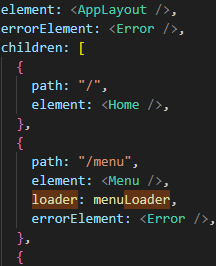 element: <AppLayout />,
errorElement: <Error />,
children: [
{
path: "/",
element: <Home />,
},
{
path: "/menu",
element: <Menu />,
loader: menuLoader,
errorElement: <Error />,
},
{